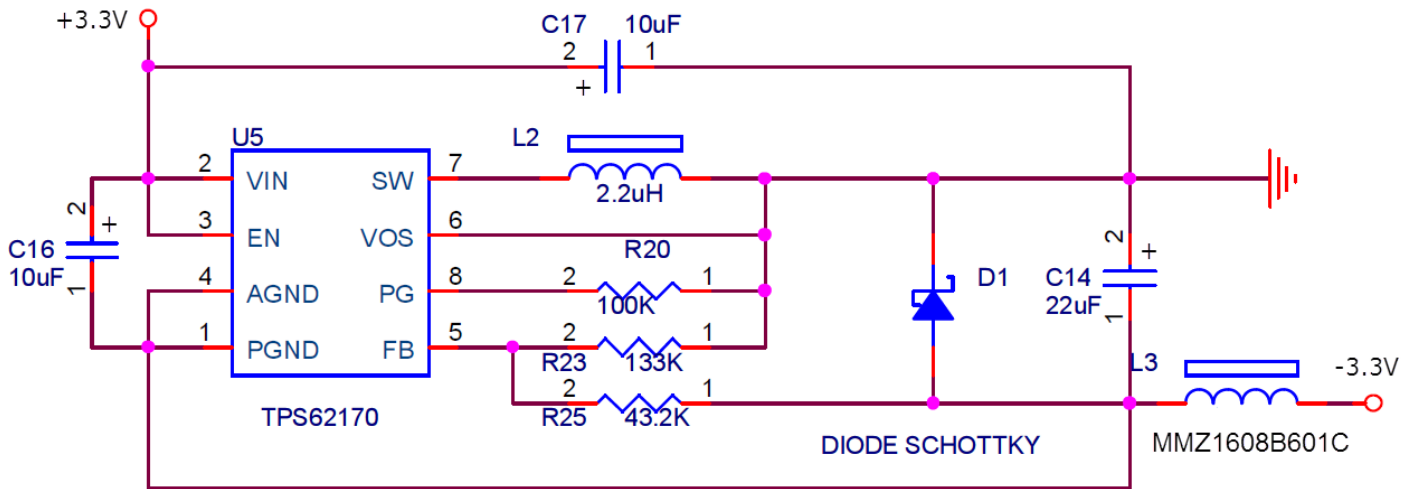 +3.3V
C17 10uF
2 1
+
U5
L2
2 VIN SW 7
2.2uH
3 EN VOS 6
2
+
C16
10uF
1
R20
4 AGND PG 8
2 1
100K
1 PGND FB 5
2 1
R23 133K
2 1
R25 43.2K
TPS62170
D1
2
+
C14
22uF
1
L3
-3.3V
DIODE SCHOTTKY
MMZ1608B601C